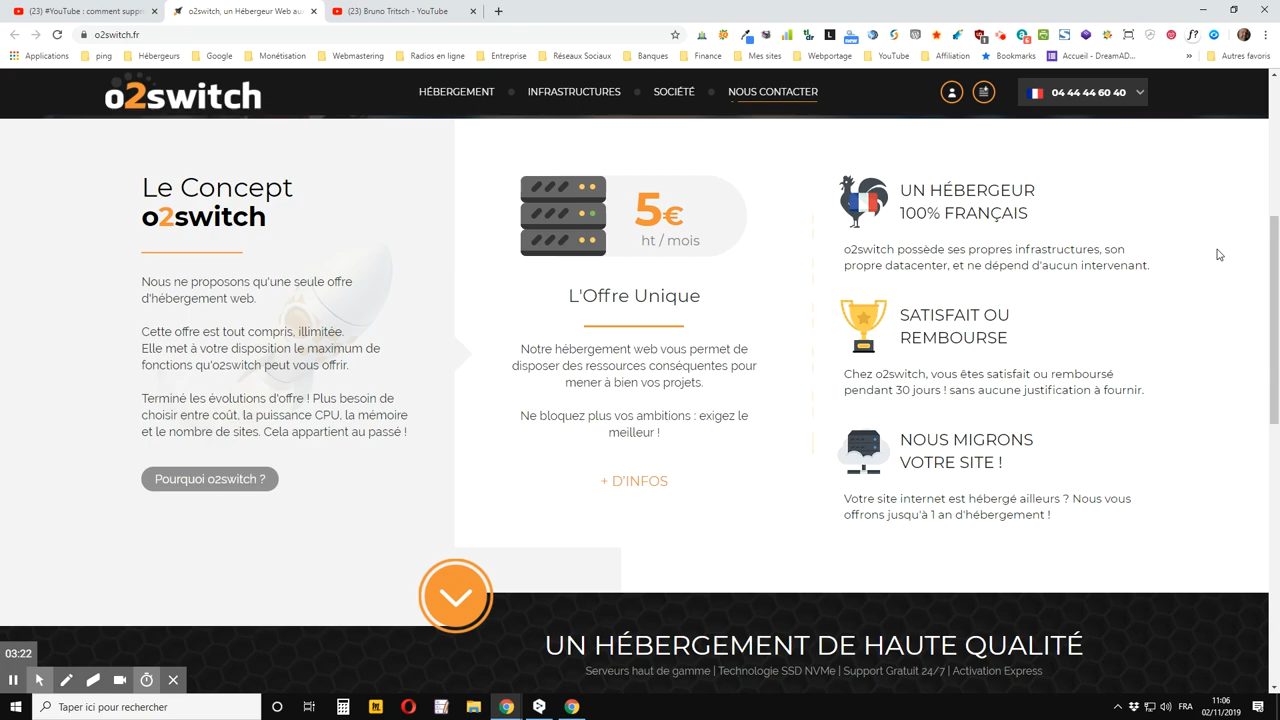 (23) #YouTube : comment suppri
o2switch, un Hébergeur Web au
(23) Bruno Tritsch - YouTube
o2switch.fr
Applications
ping
Hébergeurs
Google
Monétisation
Webmastering
Radios en ligne
Entreprise
Réseaux Sociaux
Banques
Finance
Mes sites
Webportage
YouTube
Affiliation
Bookmarks
Accueil - DreamAD...
»
Autres favoris
o2switch
HÉBERGEMENT
INFRASTRUCTURES
SOCIÉTÉ
NOUS CONTACTER
04 44 44 60 40
Le Concept
o2switch
Nous ne proposons qu'une seule offre
d'hébergement web.
Cette offre est tout compris, illimitée.
Elle met à votre disposition le maximum de
fonctions qu'o2switch peut vous offrir.
Terminé les évolutions d'offre ! Plus besoin de
choisir entre coût, la puissance CPU, la mémoire
et le nombre de sites. Cela appartient au passé !
Pourquoi o2switch ?
5€
ht / mois
L'Offre Unique
Notre hébergement web vous permet de
disposer des ressources conséquentes pour
mener à bien vos projets.
Ne bloquez plus vos ambitions : exigez le
meilleur !
+ D'INFOS
UN HÉBERGEUR
100% FRANÇAIS
o2switch possède ses propres infrastructures, son
propre datacenter, et ne dépend d'aucun intervenant.
SATISFAIT OU
REMBOURSE
Chez o2switch, vous êtes satisfait ou remboursé
pendant 30 jours ! sans aucune justification à fournir.
NOUS MIGRONS
VOTRE SITE !
Votre site internet est hébergé ailleurs ? Nous vous
offrons jusqu'à 1 an d'hébergement !
UN HÉBERGEMENT DE HAUTE QUALITÉ
Serveurs haut de gamme | Technologie SSD NVMe | Support Gratuit 24/7 | Activation Express
03:22
Taper ici pour rechercher
FRA
11:06
02/11/2019